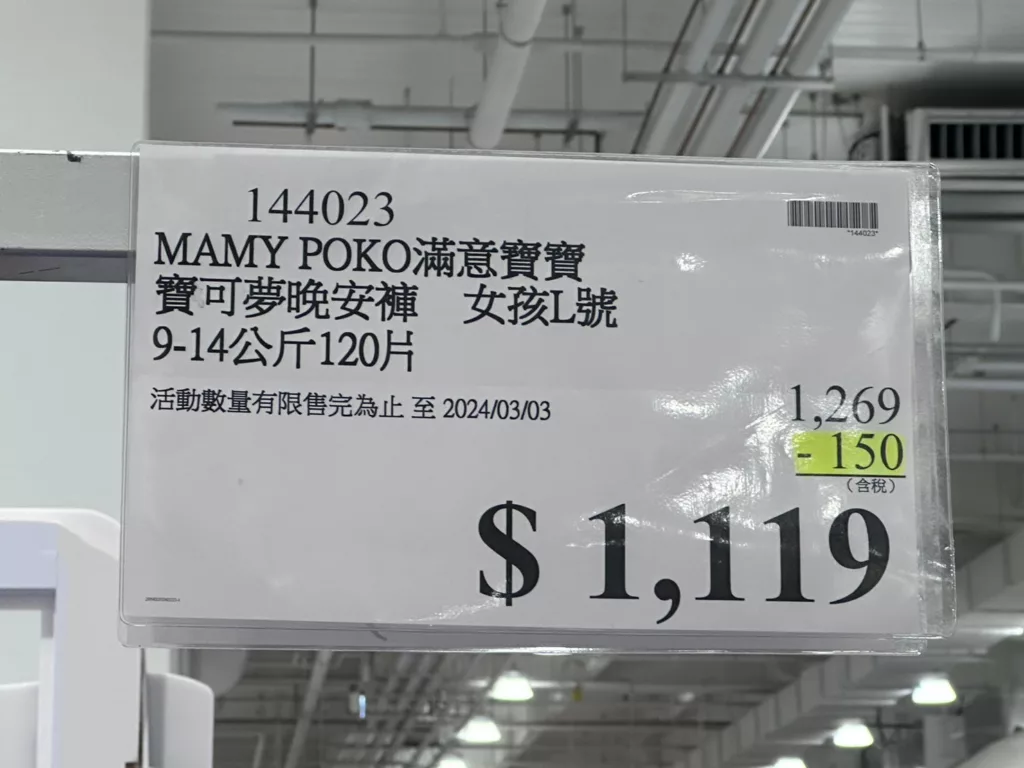 144023
*144023*
MAMY POKO滿意寶寶
寶可夢晚安褲 女孩L號
9-14公斤120片
活動數量有限售完為止 至 2024/03/03
1,269
- 150
(含稅)
$ 1,119